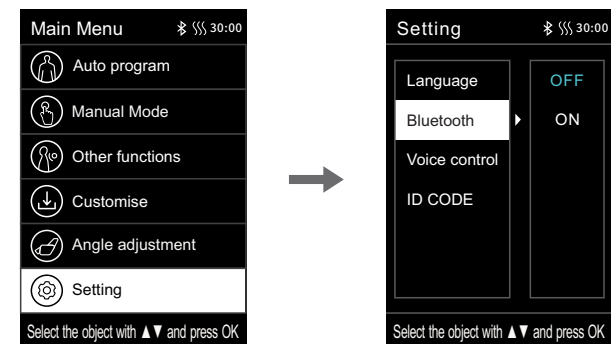 Main Menu 30:00
Auto program
Manual Mode
Other functions
Customise
Angle adjustment
Setting
Select the object with ▲▼ and press OK
Setting 30:00
Language
Bluetooth
Voice control
ID CODE
OFF
ON
Select the object with ▲▼ and press OK